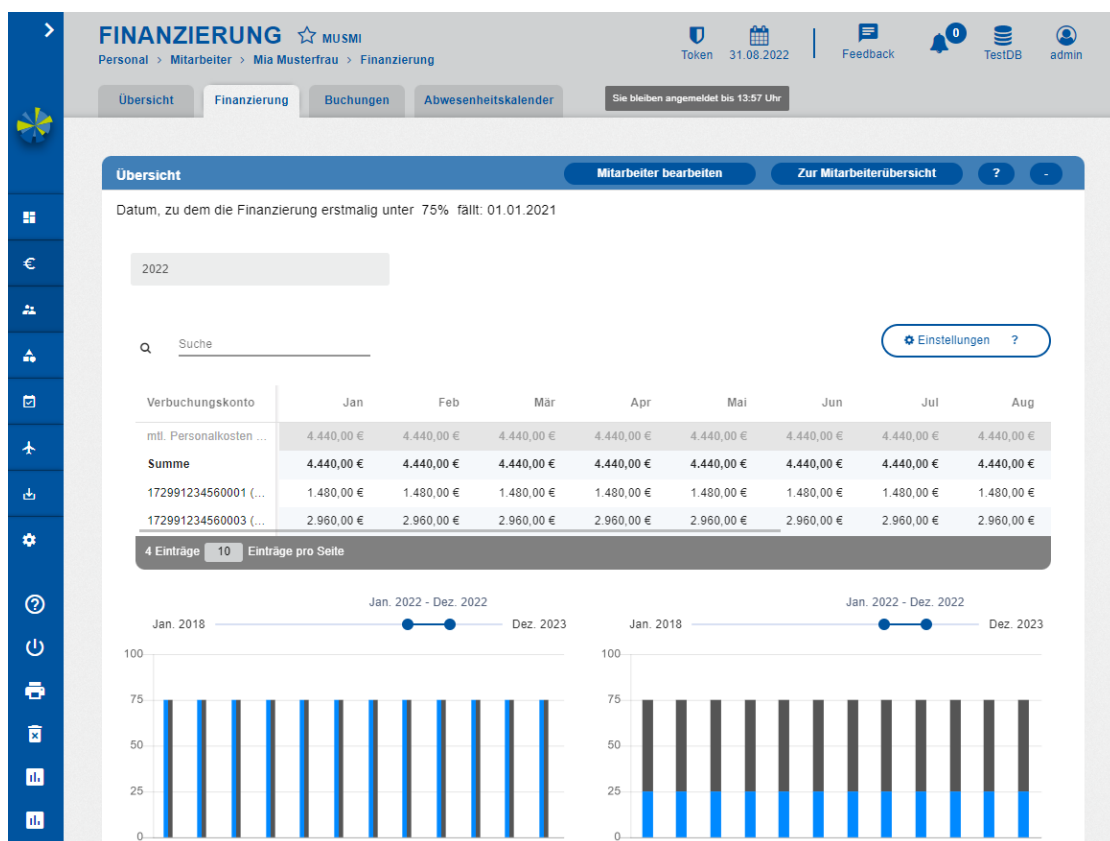 FINANZIERUNG MUSMI
Personal > Mitarbeiter > Mia Musterfrau > Finanzierung
Token 31.08.2022 Feedback 0 TestDB admin
Übersicht Finanzierung Buchungen Abwesenheitskalender
Sie bleiben angemeldet bis 13:57 Uhr
Übersicht Mitarbeiter bearbeiten Zur Mitarbeiterübersicht ? -
Datum, zu dem die Finanzierung erstmalig unter 75% fällt: 01.01.2021
2022
Suche
Einstellungen ?
Verbuchungskonto Jan Feb Mär Apr Mai Jun Jul Aug
mtl. Personalkosten ... 4.440,00 € 4.440,00 € 4.440,00 € 4.440,00 € 4.440,00 € 4.440,00 € 4.440,00 € 4.440,00 €
Summe 4.440,00 € 4.440,00 € 4.440,00 € 4.440,00 € 4.440,00 € 4.440,00 € 4.440,00 € 4.440,00 €
172991234560001 (... 1.480,00 € 1.480,00 € 1.480,00 € 1.480,00 € 1.480,00 € 1.480,00 € 1.480,00 € 1.480,00 €
172991234560003 (... 2.960,00 € 2.960,00 € 2.960,00 € 2.960,00 € 2.960,00 € 2.960,00 € 2.960,00 € 2.960,00 €
4 Einträge 10 Einträge pro Seite
Jan. 2022 - Dez. 2022
Jan. 2018 Dez. 2023
100
75
50
25
0
Jan. 2022 - Dez. 2022
Jan. 2018 Dez. 2023
100
75
50
25
0